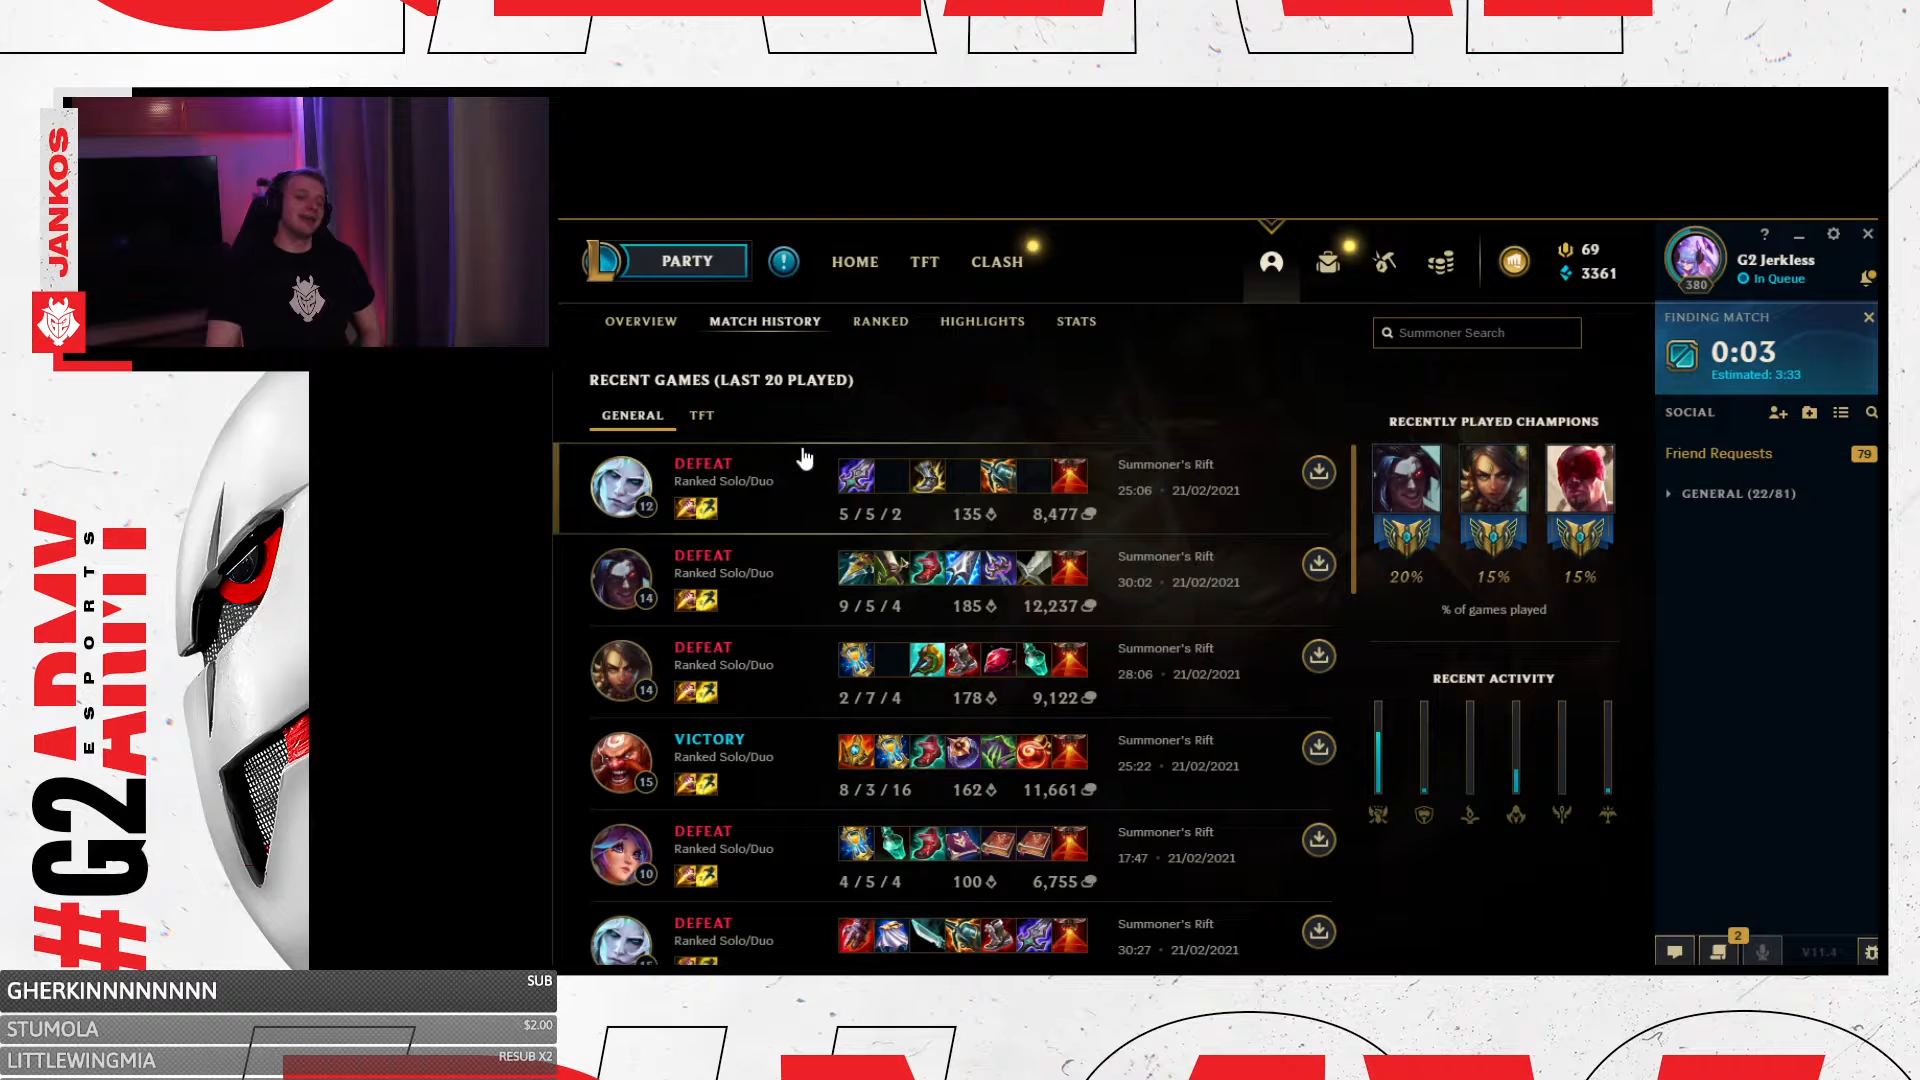 JANKOS
#G2ARMY
ESPORTS
PARTY
HOME
TFT
CLASH
69
3361
G2 Jerkless
In Queue
380
OVERVIEW
MATCH HISTORY
RANKED
HIGHLIGHTS
STATS
Summoner Search
FINDING MATCH
0:03
Estimated: 3:33
SOCIAL
Friend Requests
79
GENERAL (22/81)
RECENT GAMES (LAST 20 PLAYED)
GENERAL
TFT
DEFEAT
Ranked Solo/Duo
12
5 / 5 / 2
135
8,477
Summoner's Rift
25:06 • 21/02/2021
DEFEAT
Ranked Solo/Duo
14
9 / 5 / 4
185
12,237
Summoner's Rift
30:02 • 21/02/2021
DEFEAT
Ranked Solo/Duo
14
2 / 7 / 4
178
9,122
Summoner's Rift
28:06 • 21/02/2021
VICTORY
Ranked Solo/Duo
15
8 / 3 / 16
162
11,661
Summoner's Rift
25:22 • 21/02/2021
DEFEAT
Ranked Solo/Duo
10
4 / 5 / 4
100
6,755
Summoner's Rift
17:47 • 21/02/2021
DEFEAT
Ranked Solo/Duo
Summoner's Rift
30:27 • 21/02/2021
RECENTLY PLAYED CHAMPIONS
20%
15%
15%
% of games played
RECENT ACTIVITY
2
V11.4
GHERKINNNNNNNN
SUB
STUMOLA
$2.00
LITTLEWINGMIA
RESUB X2